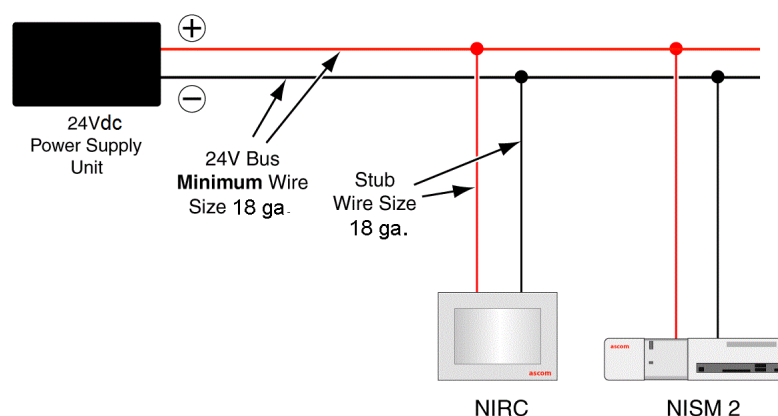 +
−
24Vdc
Power Supply
Unit
24V Bus
Minimum Wire
Size 18 ga.
Stub
Wire Size
18 ga.
ascom
NIRC
ascom
NISM 2